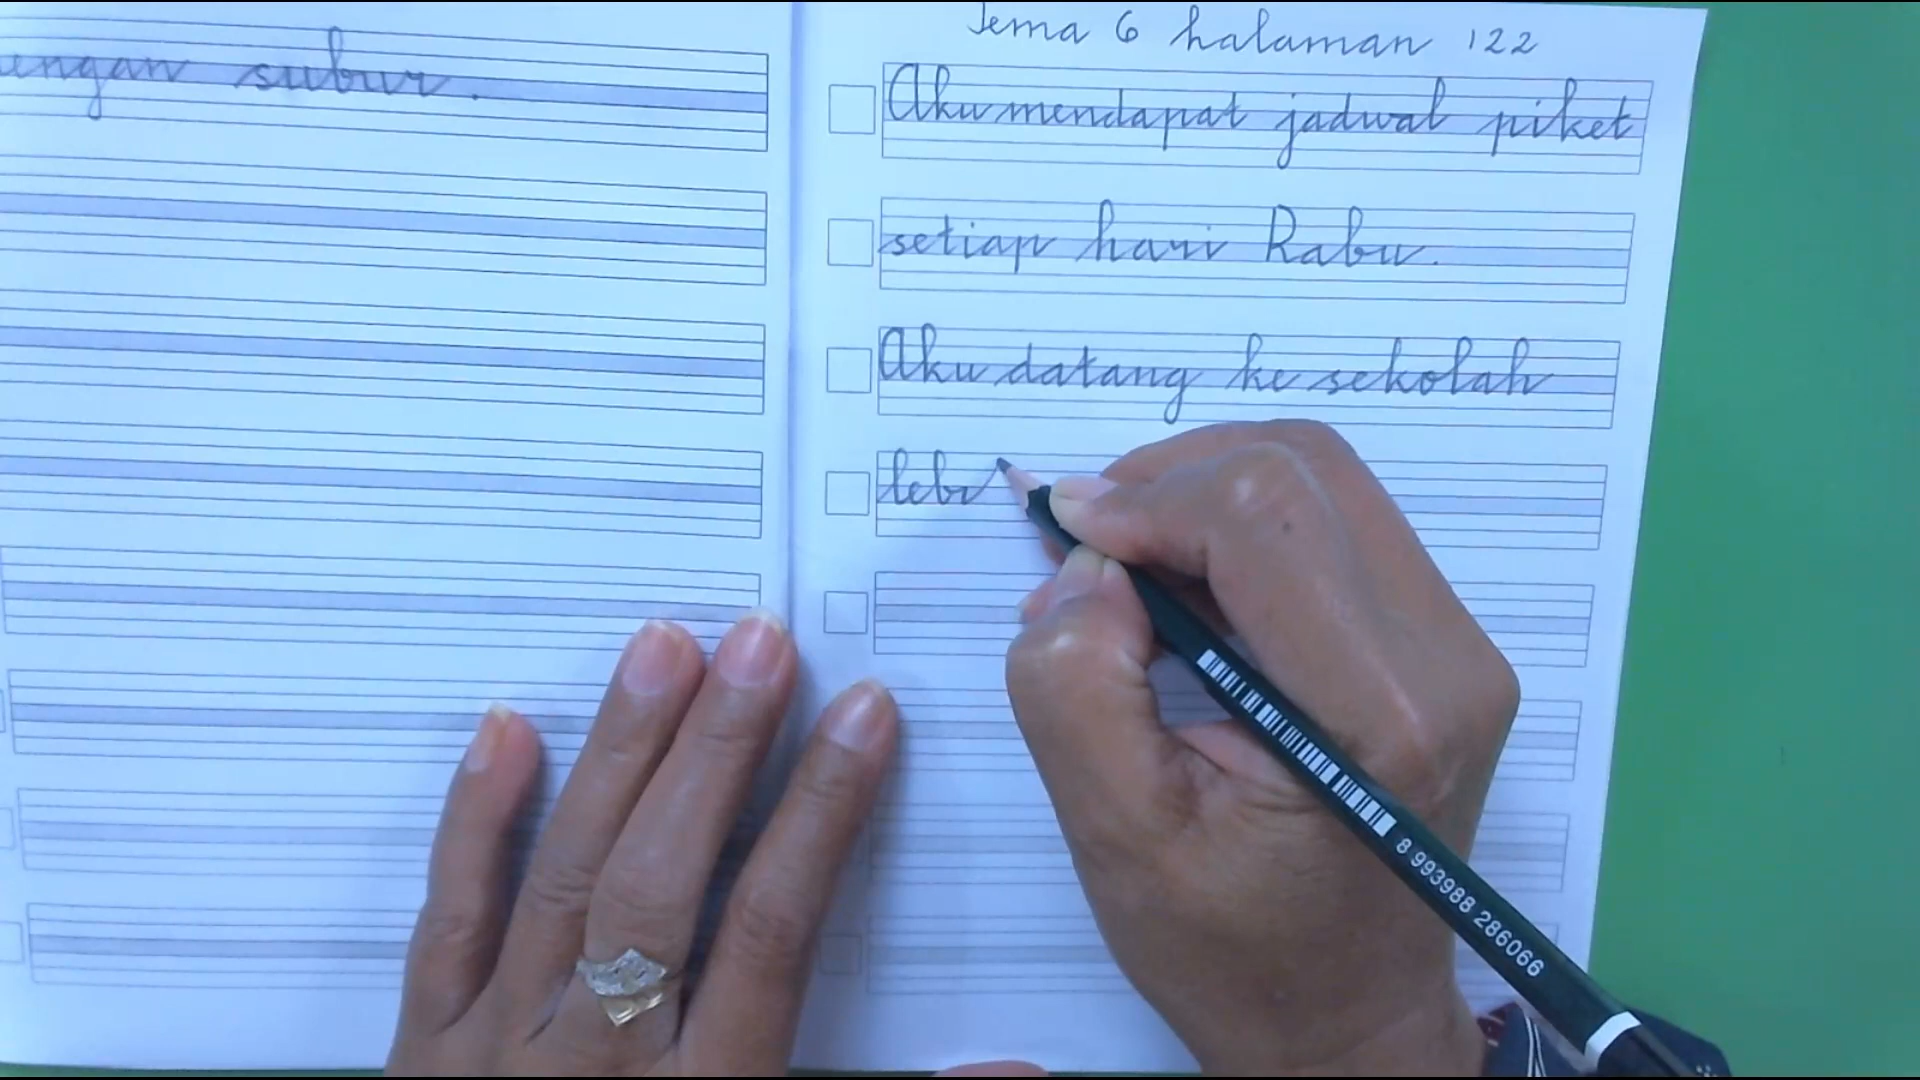 engan subur.
Tema 6 halaman 122
Aku mendapat jadwal piket
setiap hari Rabu.
Aku datang ke sekolah
lebi
8 993988 286066